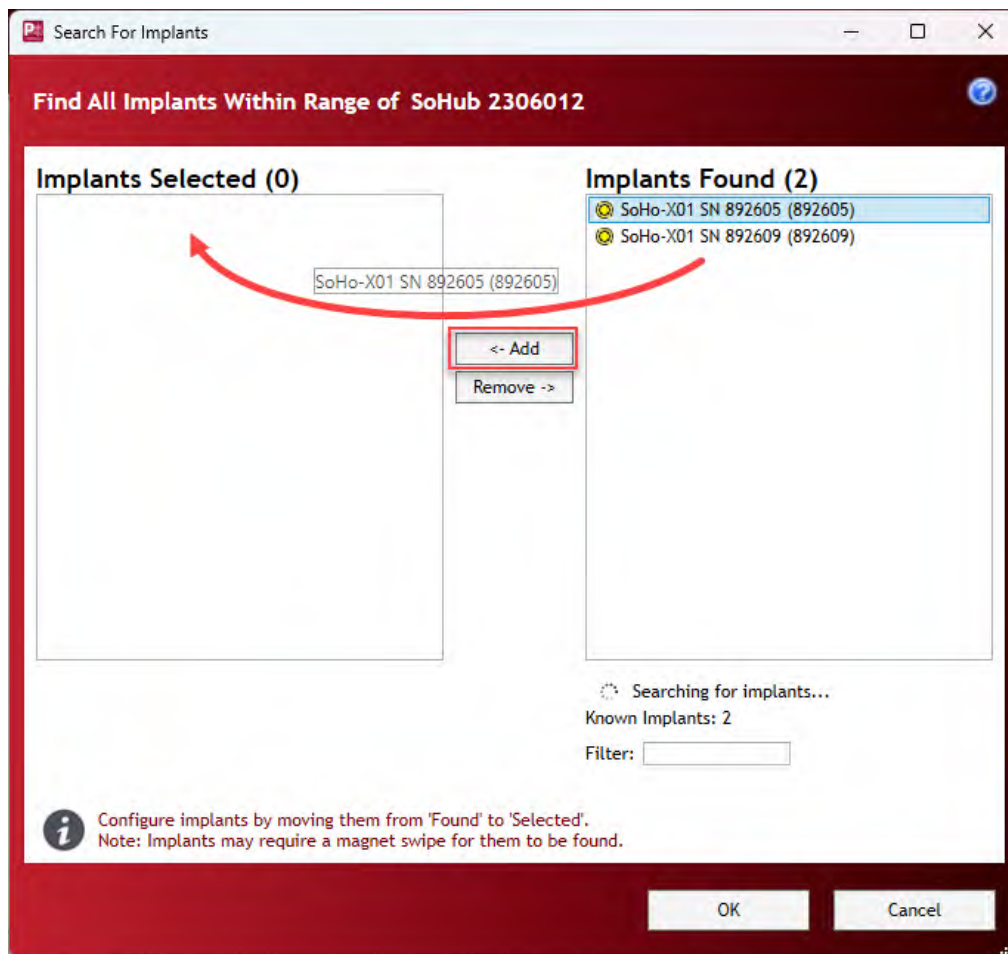 Search For Implants
Find All Implants Within Range of SoHub 2306012
Implants Selected (0)
Implants Found (2)
SoHo-X01 SN 892605 (892605)
SoHo-X01 SN 892609 (892609)
SoHo-X01 SN 892605 (892605)
<- Add
Remove ->
Searching for implants...
Known Implants: 2
Filter:
Configure implants by moving them from 'Found' to 'Selected'.
Note: Implants may require a magnet swipe for them to be found.
OK
Cancel